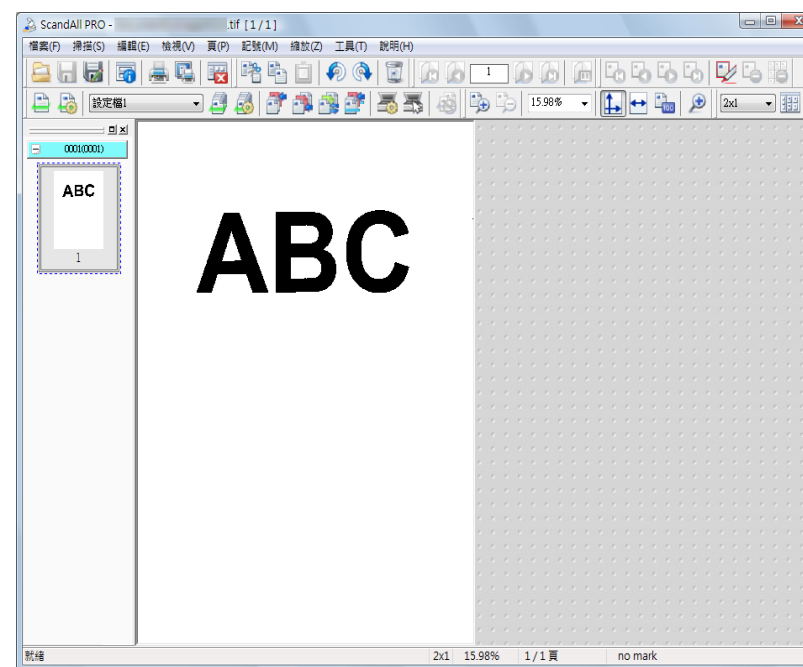 ScandAll PRO - .tif [ 1 / 1 ]
檔案(F) 掃描(S) 編輯(E) 檢視(V) 頁(P) 記號(M) 縮放(Z) 工具(T) 說明(H)
1
設定檔1 15.98% 2x1
0001(0001)
ABC
1
ABC
就緒 2x1 15.98% 1 / 1 頁 no mark